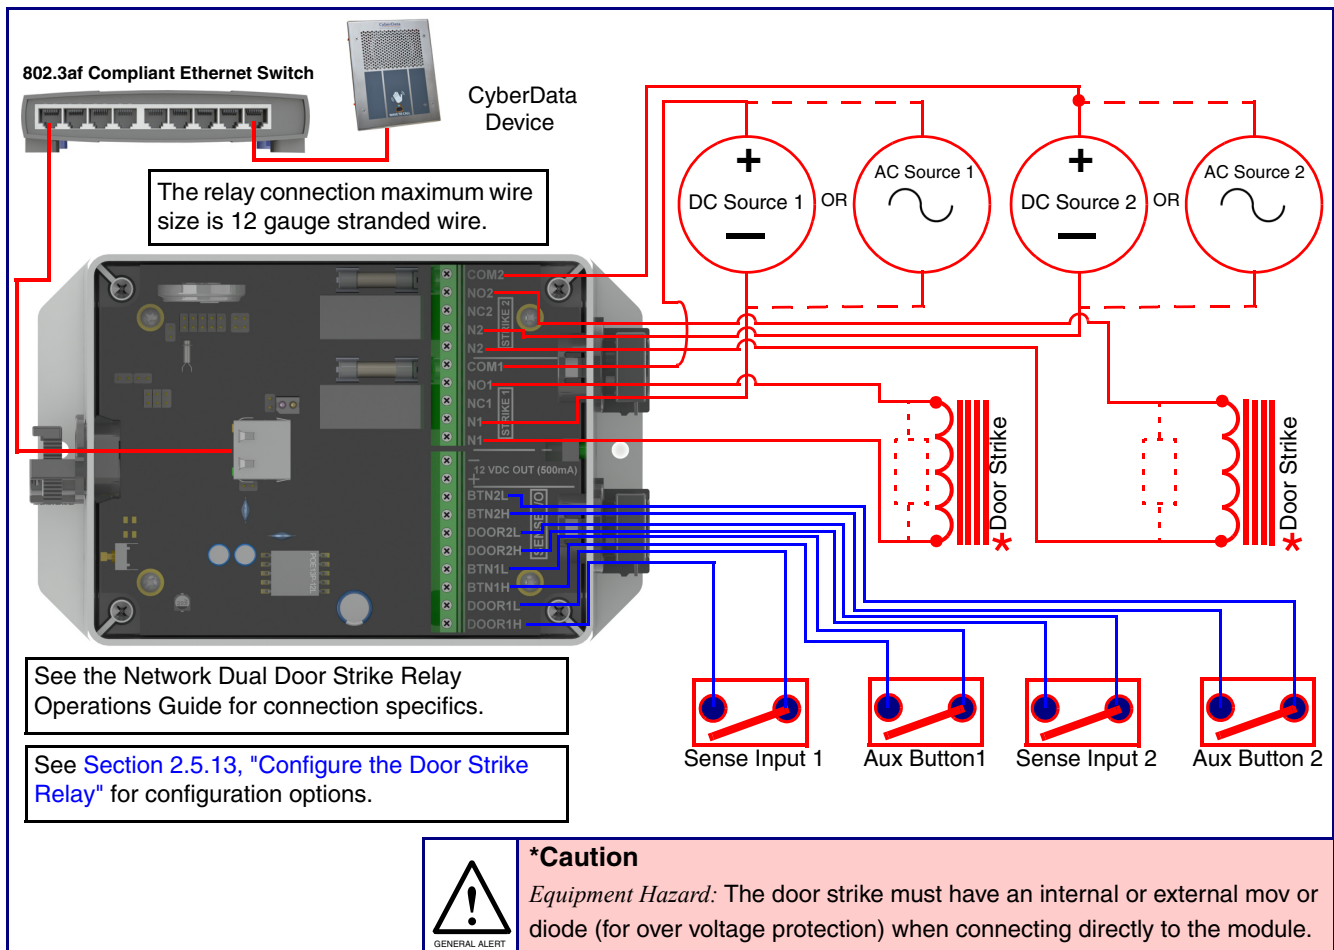 802.3af Compliant Ethernet Switch
CyberData
CyberData
Device
The relay connection maximum wire
size is 12 gauge stranded wire.
+
DC Source 1
OR
AC Source 1
+
DC Source 2
OR
AC Source 2
COM2
NO2
NC2
N2
N2
STRIKE 2
COM1
NO1
NC1
N1
N1
STRIKE 1
–
+
12 VDC OUT (500mA)
BTN2L
BTN2H
DOOR2L
DOOR2H
BTN1L
BTN1H
DOOR1L
DOOR1H
SENSE I/O
POE13P-12L
*Door Strike
*Door Strike
Sense Input 1
Aux Button1
Sense Input 2
Aux Button 2
See the Network Dual Door Strike Relay
Operations Guide for connection specifics.
See Section 2.5.13, "Configure the Door Strike
Relay" for configuration options.
GENERAL ALERT
*Caution
Equipment Hazard: The door strike must have an internal or external mov or
diode (for over voltage protection) when connecting directly to the module.